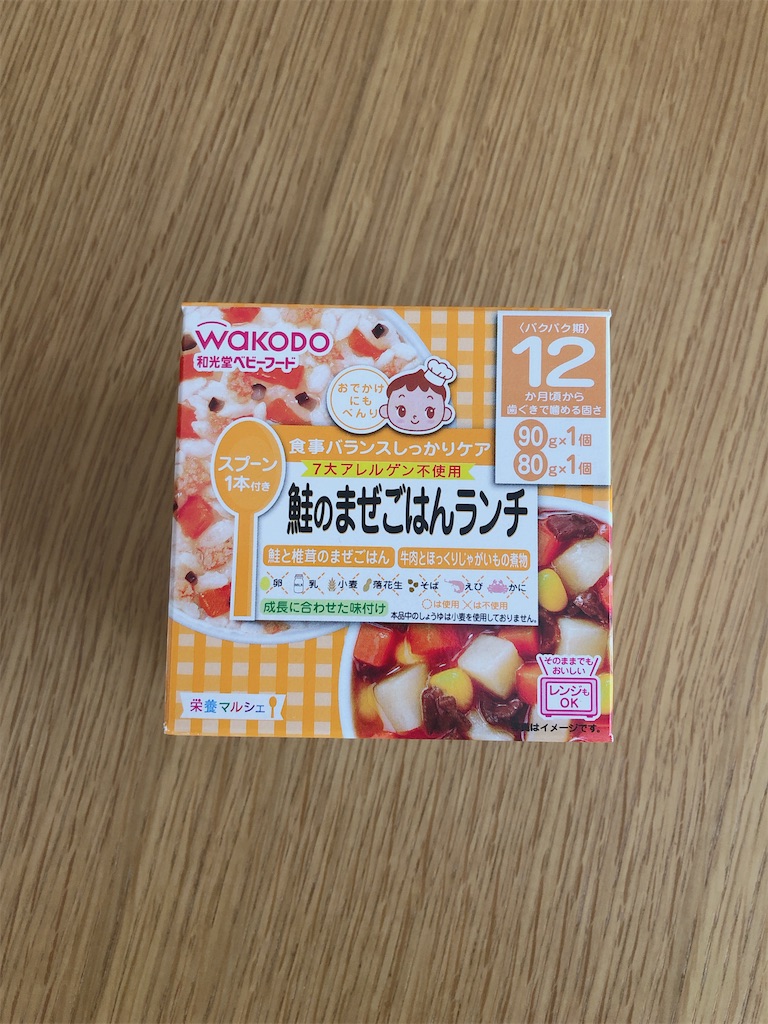 WaKODO
和光堂ベビーフード
おでかけ
にも
べんり
〈パクパク期〉
12
か月頃から
歯ぐきで噛める固さ
90g×1個
80g×1個
スプーン
1本付き
食事バランスしっかりケア
7大アレルゲン不使用
鮭のまぜごはんランチ
鮭と椎茸のまぜごはん
牛肉とほっくりじゃがいもの煮物
卵 乳 小麦 落花生 そば えび かに
成長に合わせた味付け
○は使用 ×は不使用
本品中のしょうゆは小麦を使用しておりません。
栄養マルシェ
そのままでも
おいしい
レンジも
OK
はイメージです。